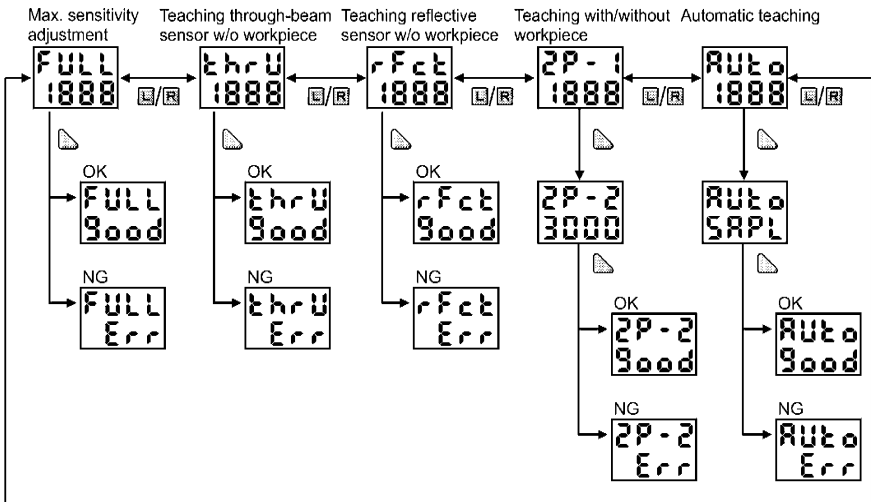 Max. sensitivity
adjustment
Teaching through-beam
sensor w/o workpiece
Teaching reflective
sensor w/o workpiece
Teaching with/without
workpiece
Automatic teaching
FULL
1888
L/R
thrU
1888
L/R
rFct
1888
L/R
2P-1
1888
L/R
AUto
1888
L/R
OK
FULL
good
OK
thrU
good
OK
rFct
good
2P-2
3000
AUto
SAPL
NG
FULL
Err
NG
thrU
Err
NG
rFct
Err
OK
2P-2
good
OK
AUto
good
NG
2P-2
Err
NG
AUto
Err